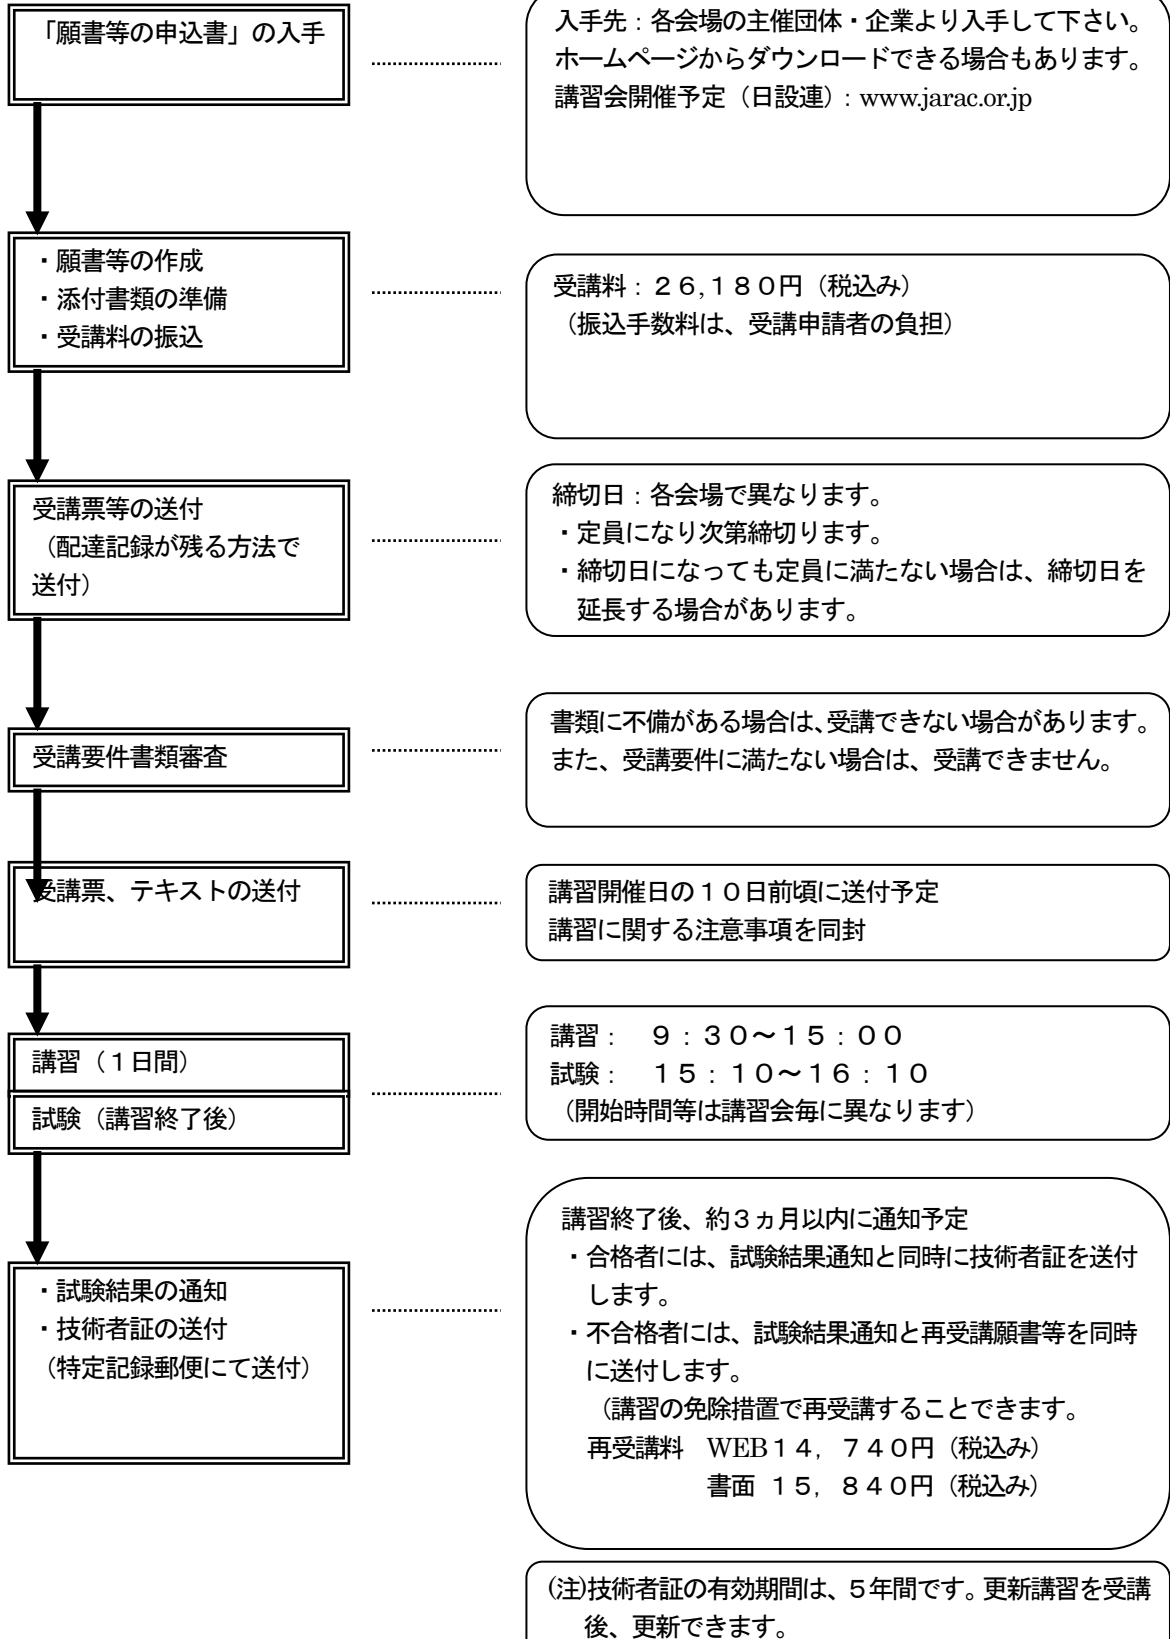 「願書等の申込書」の入手
入手先：各会場の主催団体・企業より入手して下さい。
ホームページからダウンロードできる場合もあります。
講習会開催予定（日設連）: www.jarac.or.jp
・願書等の作成
・添付書類の準備
・受講料の振込
受講料：２６,１８０円（税込み）
（振込手数料は、受講申請者の負担）
受講票等の送付
（配達記録が残る方法で
送付）
締切日：各会場で異なります。
・定員になり次第締切ります。
・締切日になっても定員に満たない場合は、締切日を
延長する場合があります。
受講要件書類審査
書類に不備がある場合は、受講できない場合があります。
また、受講要件に満たない場合は、受講できません。
受講票、テキストの送付
講習開催日の１０日前頃に送付予定
講習に関する注意事項を同封
講習（１日間）
試験（講習終了後）
講習：　９：３０～１５：００
試験：　１５：１０～１６：１０
（開始時間等は講習会毎に異なります）
・試験結果の通知
・技術者証の送付
（特定記録郵便にて送付）
講習終了後、約３ヵ月以内に通知予定
・合格者には、試験結果通知と同時に技術者証を送付
します。
・不合格者には、試験結果通知と再受講願書等を同時
に送付します。
（講習の免除措置で再受講することできます。
再受講料　WEB１４，７４０円（税込み）
書面 １５，８４０円（税込み）
(注)技術者証の有効期間は、５年間です。更新講習を受講
後、更新できます。